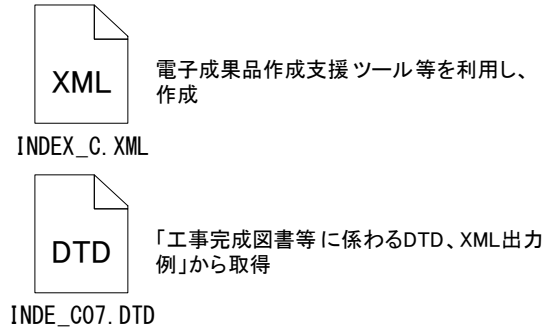 XML
電子成果品作成支援ツール等を利用し、
作成
INDEX_C.XML
DTD
「工事完成図書等に係わるDTD、XML出力
例」から取得
INDE_C07.DTD